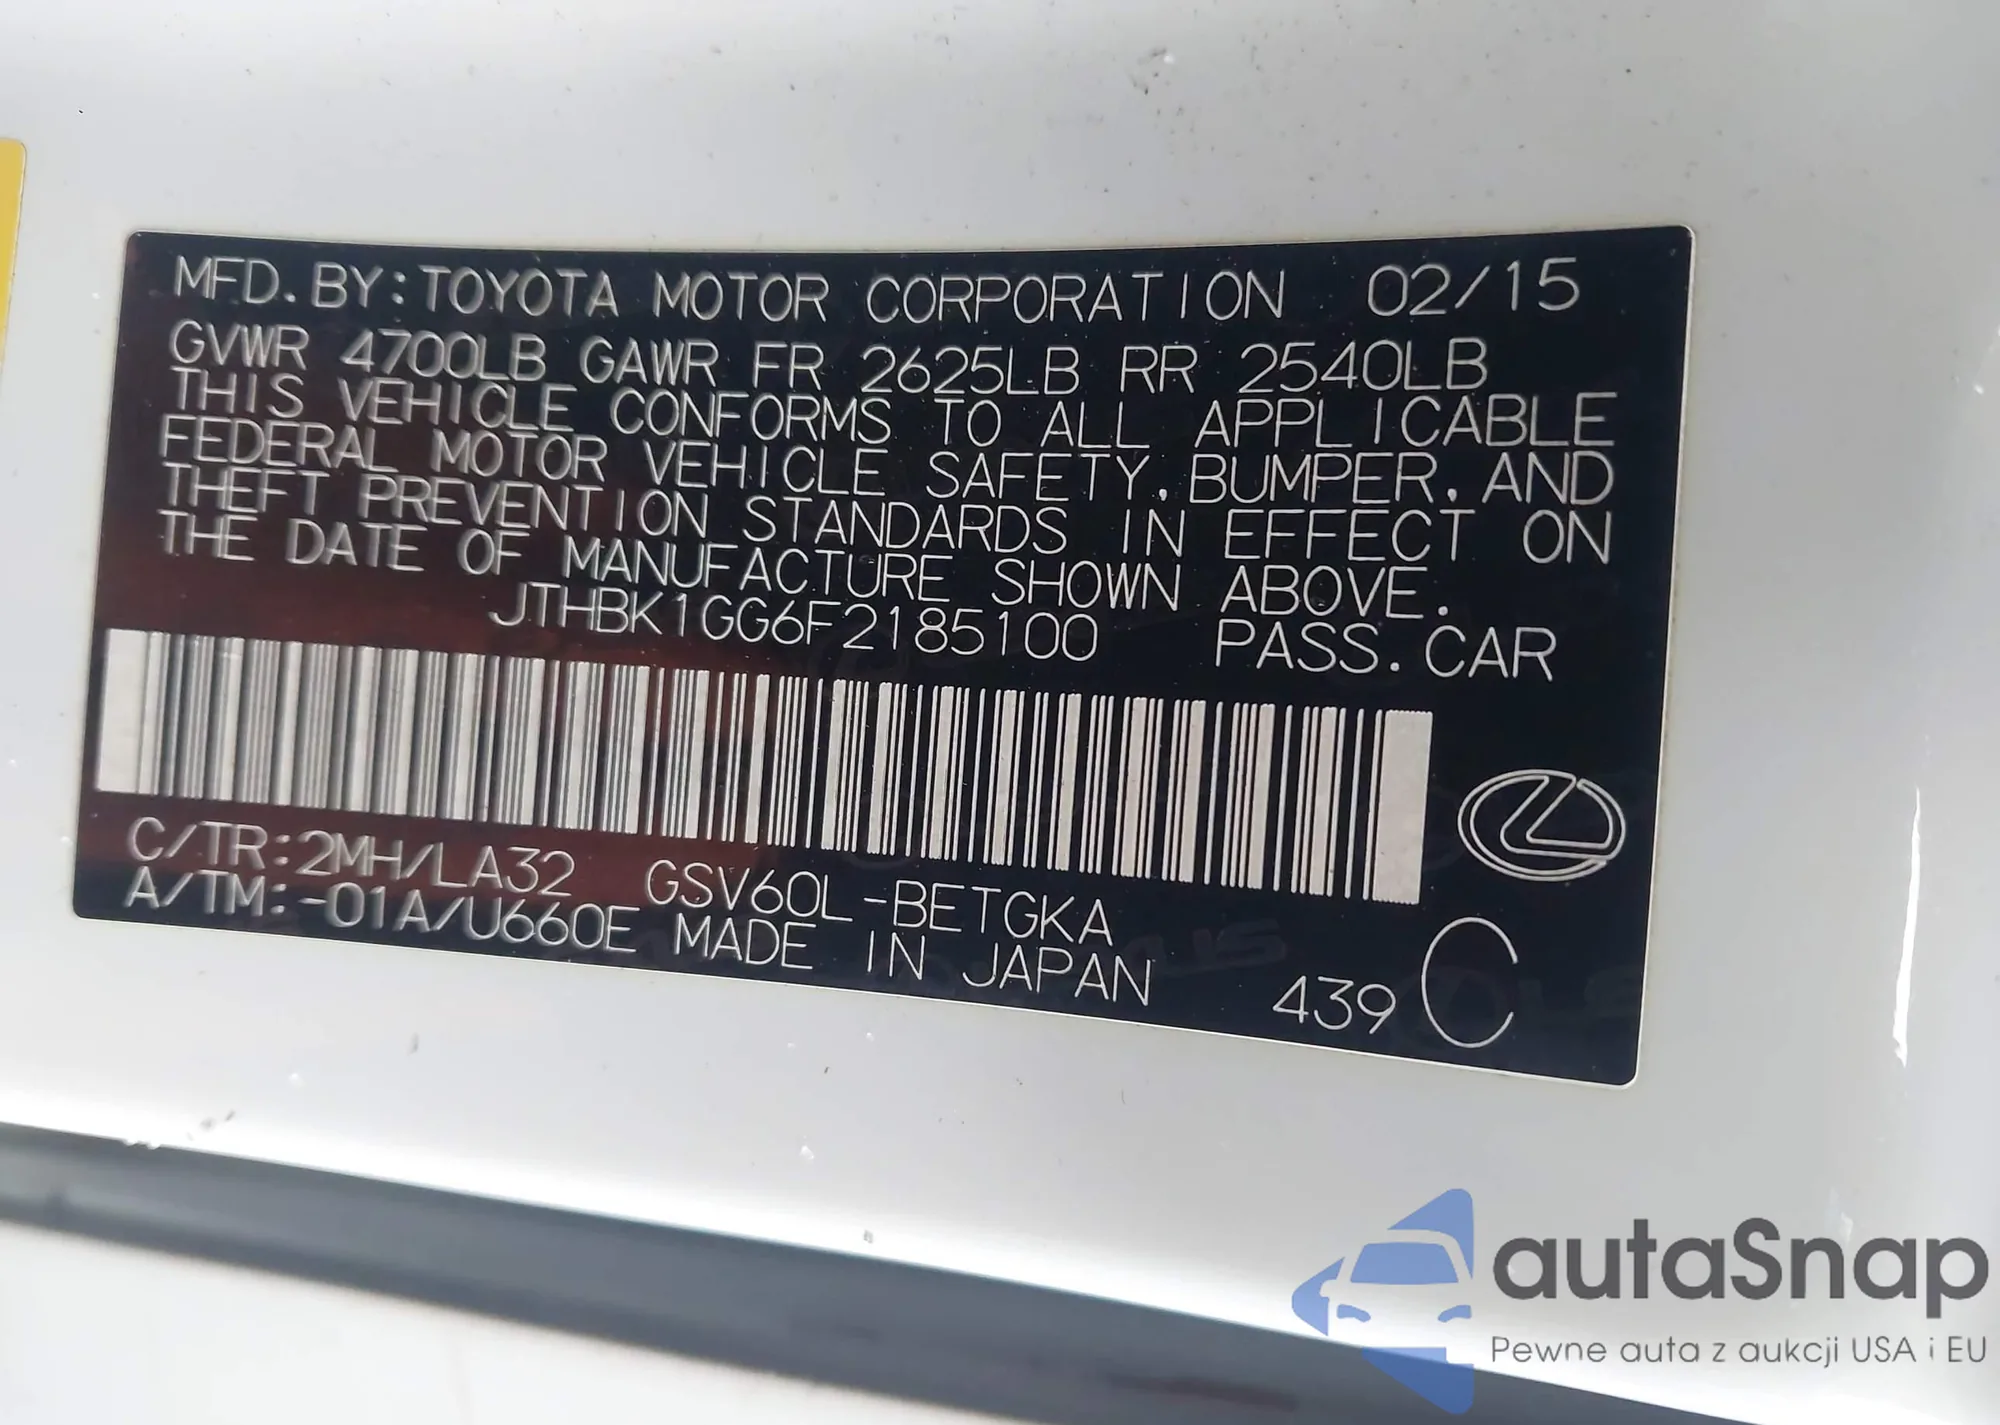 MFD. BY: TOYOTA MOTOR CORPORATION 02/15
GVWR 4700LB GAWR FR 2625LB RR 2540LB
THIS VEHICLE CONFORMS TO ALL APPLICABLE
FEDERAL MOTOR VEHICLE SAFETY, BUMPER, AND
THEFT PREVENTION STANDARDS IN EFFECT ON
THE DATE OF MANUFACTURE SHOWN ABOVE.
JTHBK1GG6F2185100 PASS. CAR
C/TR:2MH/LA32 GSV60L-BETGKA
A/TM:-01A/U660E MADE IN JAPAN 439 C
autaSnap
Pewne auta z aukcji USA i EU